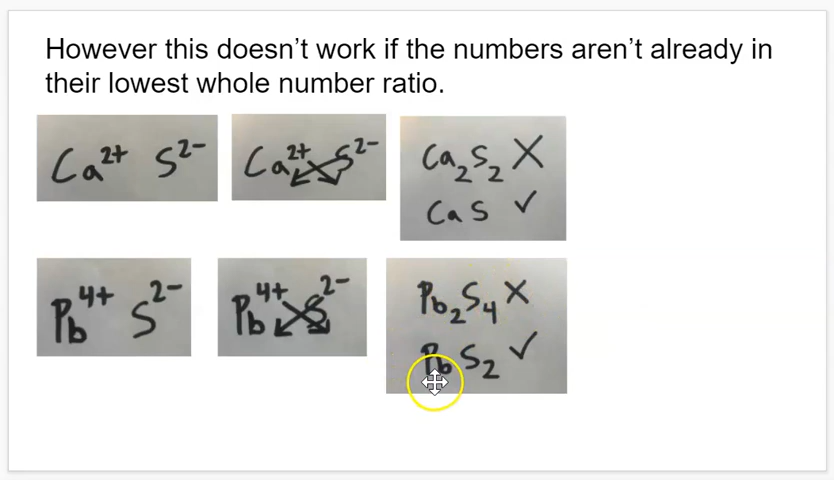 However this doesn’t work if the numbers aren’t already in
their lowest whole number ratio.
Ca²⁺ S²⁻
Ca²⁺ S²⁻
Ca₂S₂ X
CaS ✓
Pb⁴⁺ S²⁻
Pb⁴⁺ S²⁻
Pb₂S₄ X
PbS₂ ✓